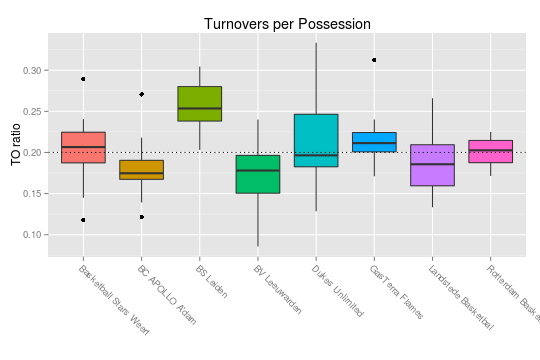 Turnovers per Possession
TO ratio
0.30
0.25
0.20
0.15
0.10
Basketball Stars Weert
BC APOLLO A'dam
BS Leiden
BV Leeuwarden
Dukes Unlimited
GasTerra Flames
Landstede Basketbal
Rotterdam Baske